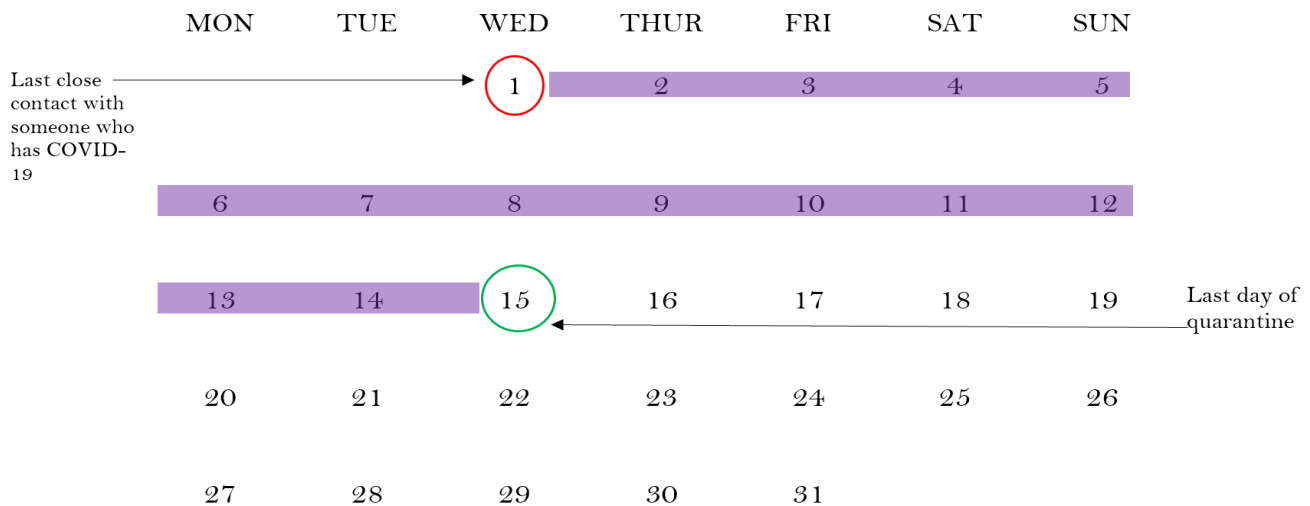 MON TUE WED THUR FRI SAT SUN
Last close
contact with
someone who
has COVID-
19
1 2 3 4 5
6 7 8 9 10 11 12
13 14 15 16 17 18 19
Last day of
quarantine
20 21 22 23 24 25 26
27 28 29 30 31